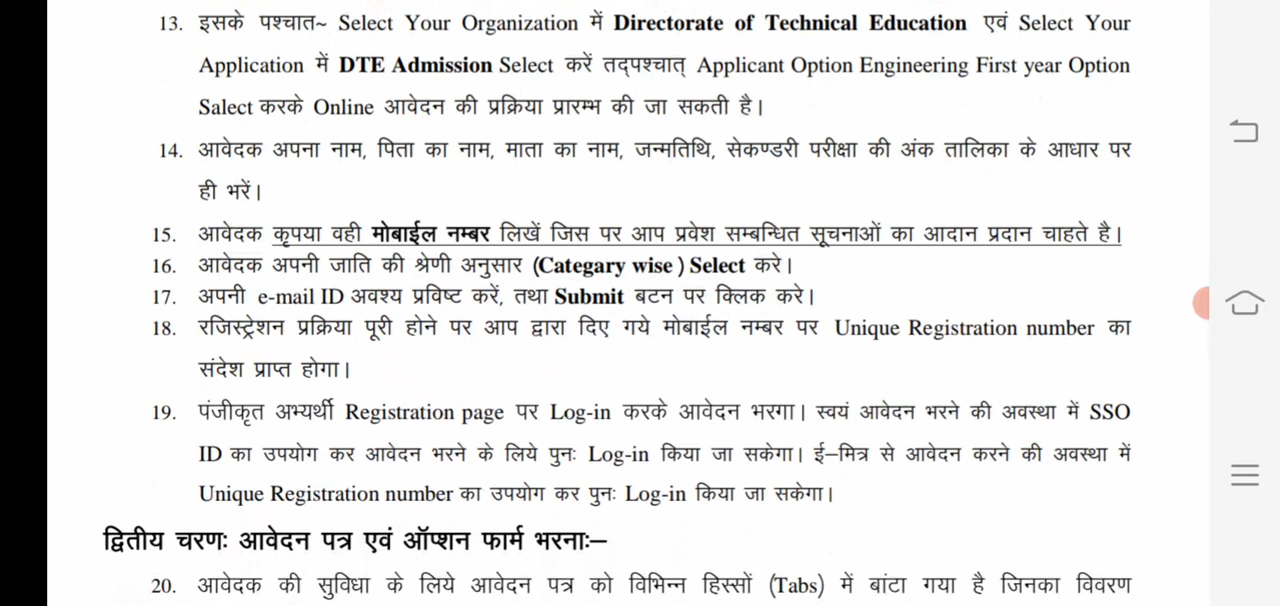 13. इसके पश्चात~ Select Your Organization में Directorate of Technical Education एवं Select Your
Application में DTE Admission Select करें तद्पश्चात् Applicant Option Engineering First year Option
Salect करके Online आवेदन की प्रक्रिया प्रारम्भ की जा सकती है।
14. आवेदक अपना नाम, पिता का नाम, माता का नाम, जन्मतिथि, सेकण्डरी परीक्षा की अंक तालिका के आधार पर
ही भरें।
15. आवेदक कृपया वही मोबाईल नम्बर लिखें जिस पर आप प्रवेश सम्बन्धित सूचनाओं का आदान प्रदान चाहते है।
16. आवेदक अपनी जाति की श्रेणी अनुसार (Categary wise ) Select करे।
17. अपनी e-mail ID अवश्य प्रविष्ट करें, तथा Submit बटन पर क्लिक करे।
18. रजिस्ट्रेशन प्रक्रिया पूरी होने पर आप द्वारा दिए गये मोबाईल नम्बर पर Unique Registration number का
संदेश प्राप्त होगा।
19. पंजीकृत अभ्यर्थी Registration page पर Log-in करके आवेदन भरगा। स्वयं आवेदन भरने की अवस्था में SSO
ID का उपयोग कर आवेदन भरने के लिये पुनः Log-in किया जा सकेगा। ई–मित्र से आवेदन करने की अवस्था में
Unique Registration number का उपयोग कर पुनः Log-in किया जा सकेगा।
द्वितीय चरणः आवेदन पत्र एवं ऑप्शन फार्म भरनाः–
20. आवेदक की सुविधा के लिये आवेदन पत्र को विभिन्न हिस्सों (Tabs) में बांटा गया है जिनका विवरण